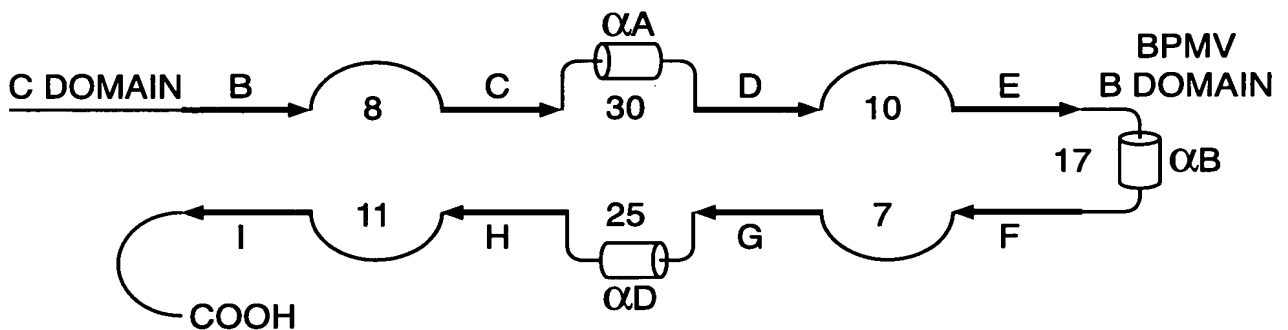 αA
C DOMAIN B 8 C 30 D 10 E BPMV
B DOMAIN
17 αB
I 11 H 25 G 7 F
αD
COOH